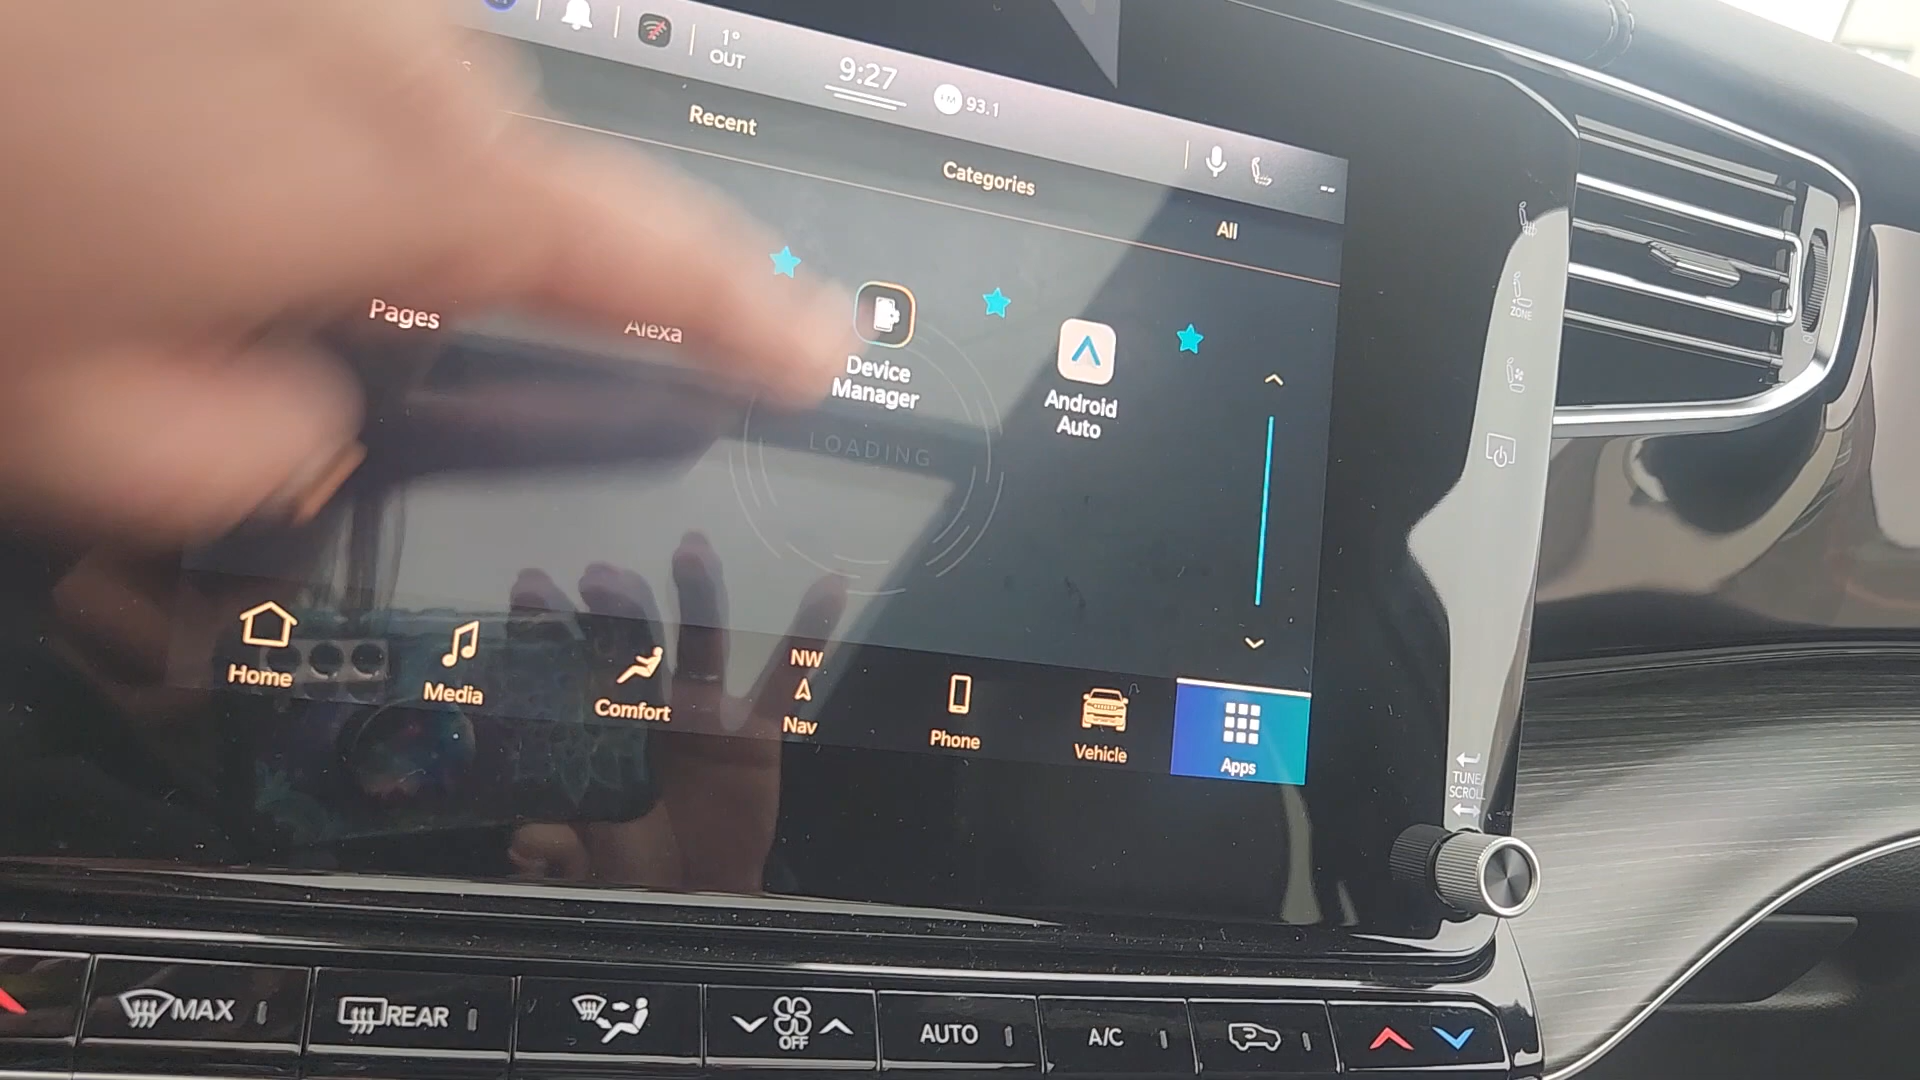 1°
OUT
9:27
FM 93.1
Recent
Categories
All
Pages
Alexa
Device
Manager
Android
Auto
LOADING
Home
Media
Comfort
NW
Nav
Phone
Vehicle
Apps
ZONE
TUNE/
SCROLL
MAX
REAR
OFF
AUTO
A/C